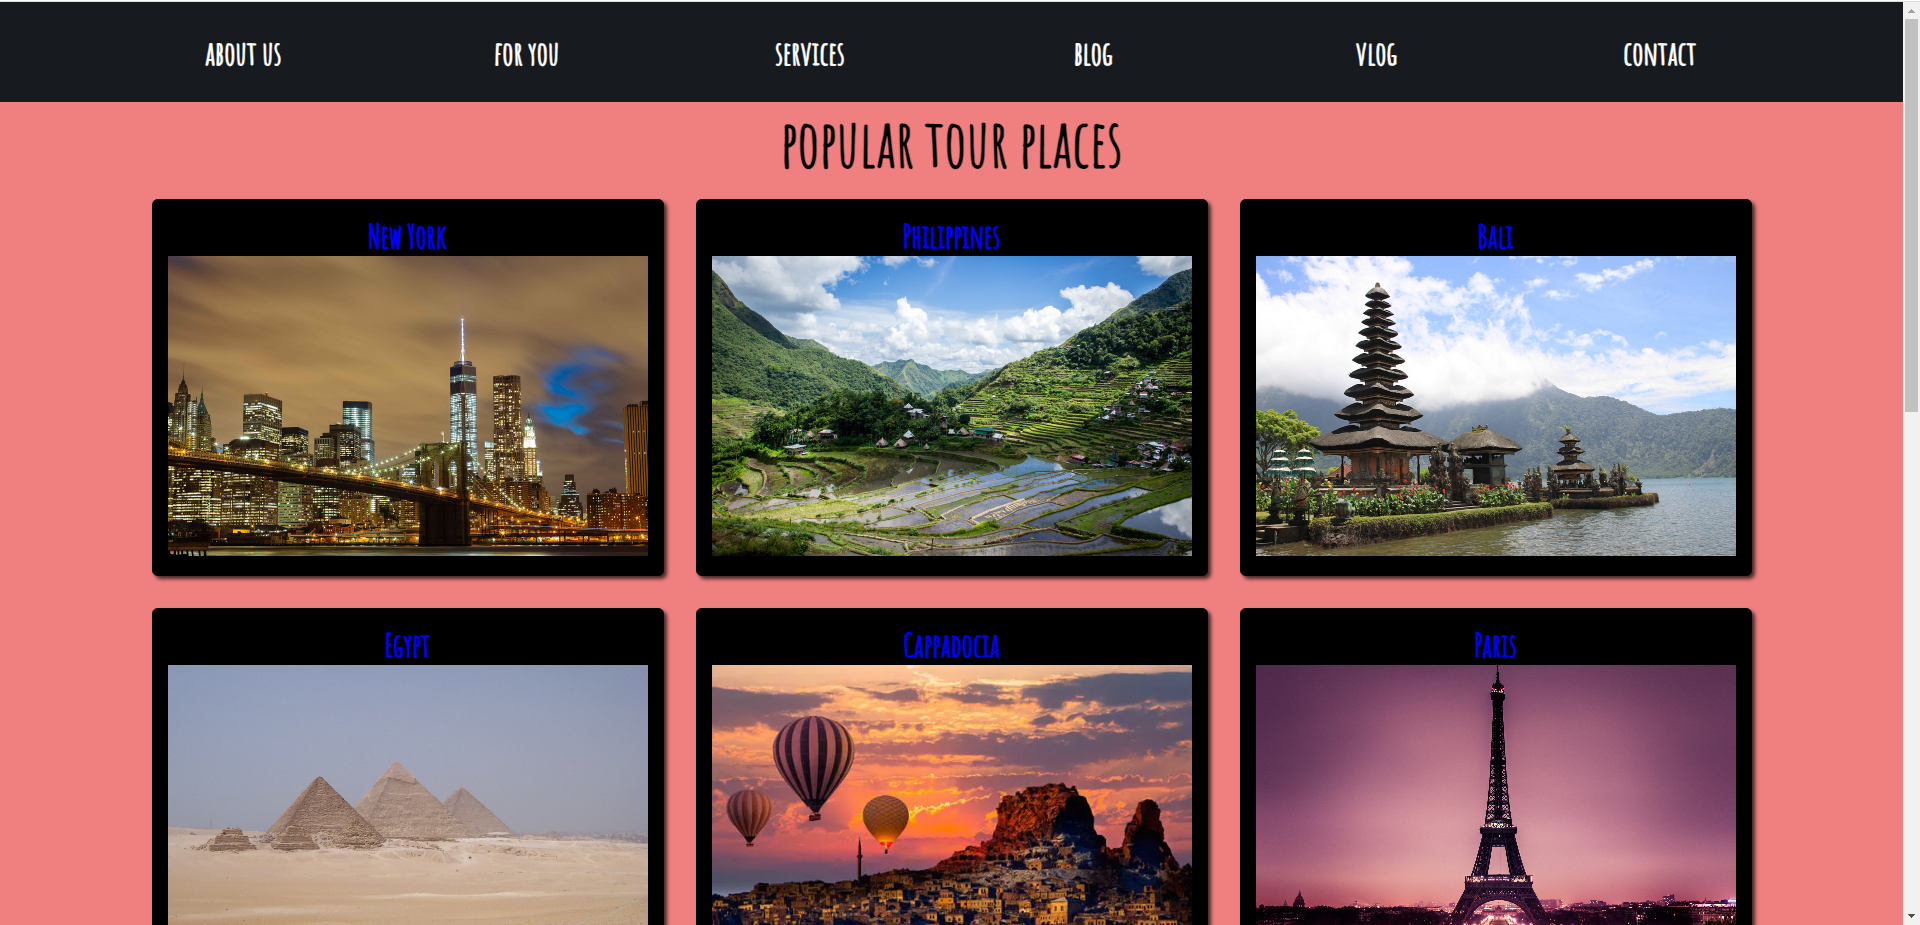 ABOUT US FOR YOU SERVICES BLOG VLOG CONTACT
POPULAR TOUR PLACES
New York Philippines Bali
Egypt Cappadocia Paris